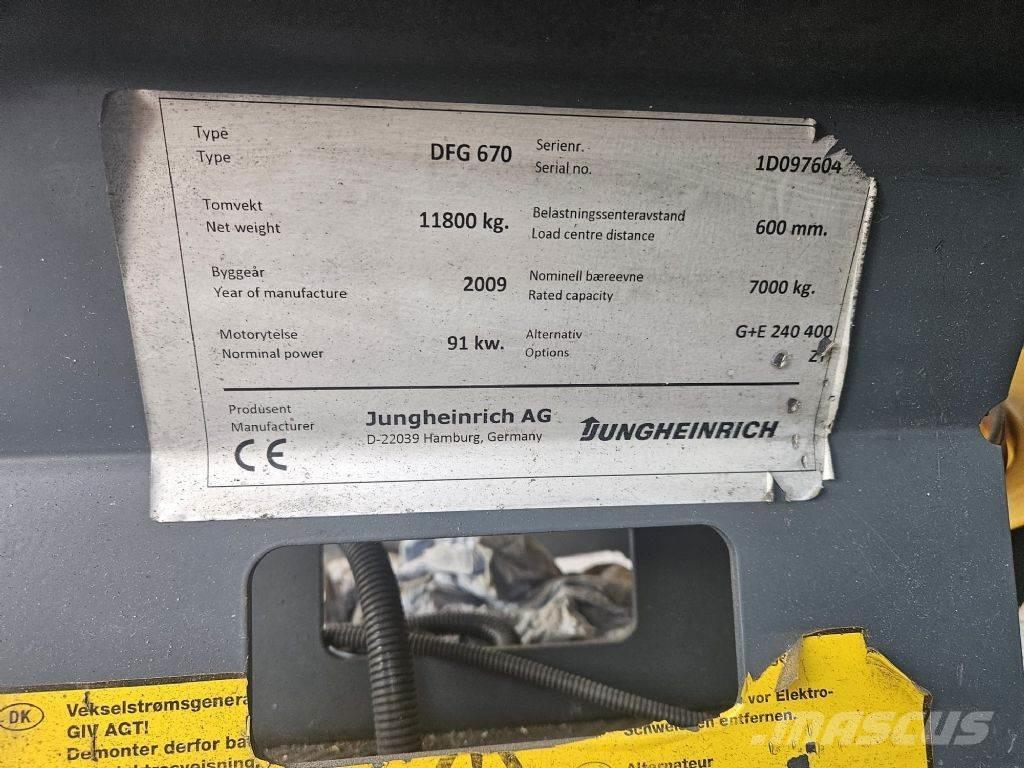 Type
Type
DFG 670
Serienr.
Serial no.
1D097604
Tomvekt
Net weight
11800 kg.
Belastningssenteravstand
Load centre distance
600 mm.
Byggeår
Year of manufacture
2009
Nominell bæreevne
Rated capacity
7000 kg.
Motorytelse
Norminal power
91 kw.
Alternativ
Options
G+E 240 400
Produsent
Manufacturer
Jungheinrich AG
D-22039 Hamburg, Germany
JUNGHEINRICH
CE
DK
Vekselstrømsgenera
GIV AGT!
Demonter derfor
vor Elektro-
entfernen.
Alternator
MASCUS